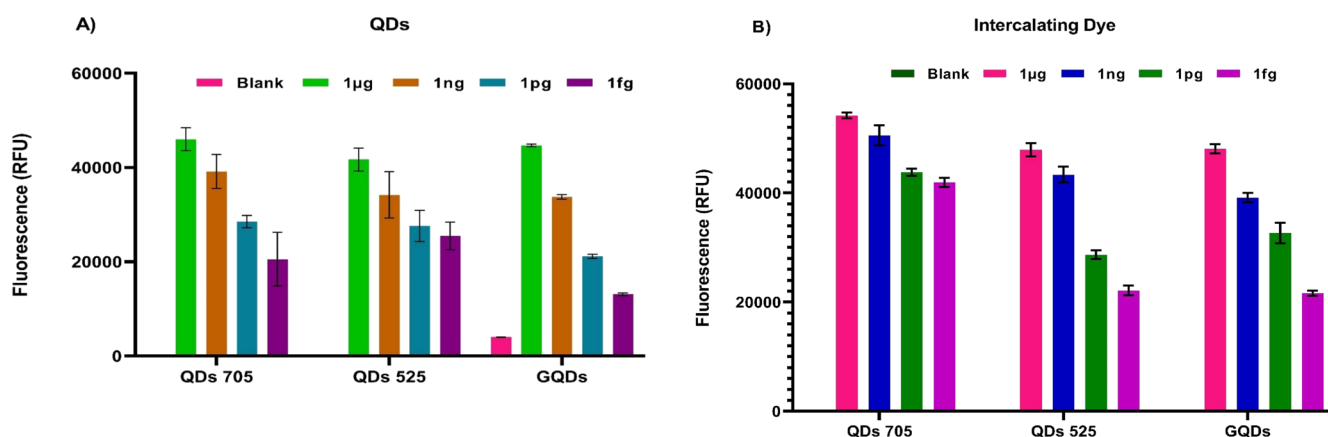 A)
QDs
60000
40000
20000
0
Fluorescence (RFU)
Blank 1µg 1ng 1pg 1fg
QDs 705 QDs 525 GQDs
B)
Intercalating Dye
60000
40000
20000
0
Fluorescence (RFU)
Blank 1µg 1ng 1pg 1fg
QDs 705 QDs 525 GQDs